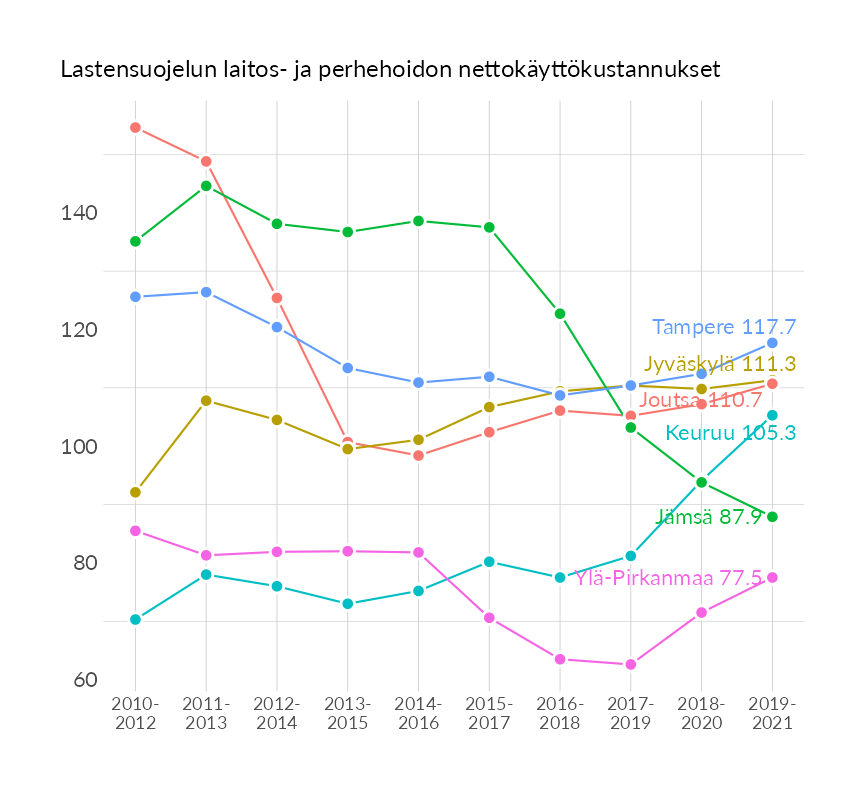 Lastensuojelun laitos- ja perhehoidon nettokäyttökustannukset
140
120
100
80
60
Tampere 117.7
Jyväskylä 111.3
Joutsa 110.7
Keuruu 105.3
Jämsä 87.9
Ylä-Pirkanmaa 77.5
2010- 2011- 2012- 2013- 2014- 2015- 2016- 2017- 2018- 2019-
2012 2013 2014 2015 2016 2017 2018 2019 2020 2021